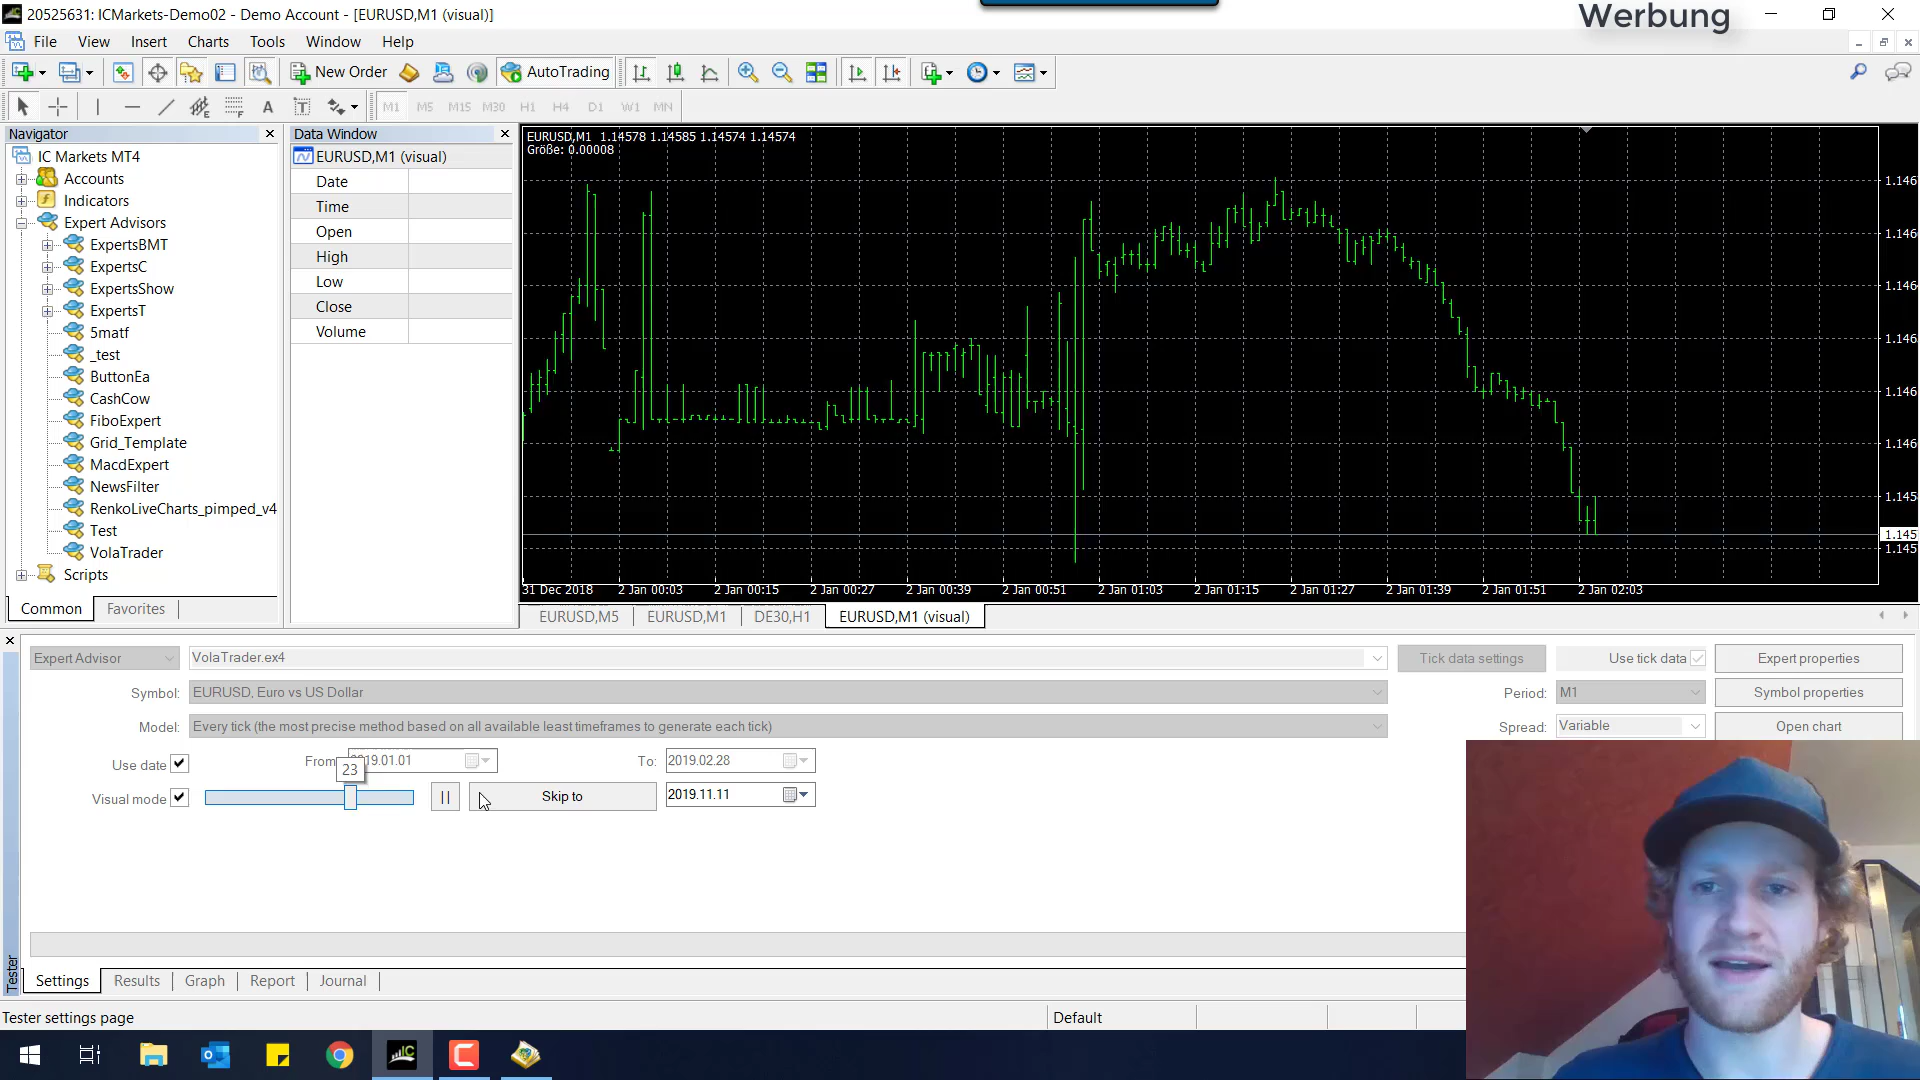 20525631: ICMarkets-Demo02 - Demo Account - [EURUSD,M1 (visual)]
Werbung
File View Insert Charts Tools Window Help
New Order AutoTrading
A T M1 M5 M15 M30 H1 H4 D1 W1 MN
Navigator
IC Markets MT4
Accounts
Indicators
Expert Advisors
ExpertsBMT
ExpertsC
ExpertsShow
ExpertsT
5matf
_test
ButtonEa
CashCow
FiboExpert
Grid_Template
MacdExpert
NewsFilter
RenkoLiveCharts_pimped_v4
Test
VolaTrader
Scripts
Common Favorites
Data Window
EURUSD,M1 (visual)
Date
Time
Open
High
Low
Close
Volume
EURUSD,M1 1.14578 1.14585 1.14574 1.14574
Größe: 0.00008
1.146
1.146
1.146
1.146
1.146
1.146
1.145
1.145
1.145
31 Dec 2018 2 Jan 00:03 2 Jan 00:15 2 Jan 00:27 2 Jan 00:39 2 Jan 00:51 2 Jan 01:03 2 Jan 01:15 2 Jan 01:27 2 Jan 01:39 2 Jan 01:51 2 Jan 02:03
EURUSD,M5 EURUSD,M1 DE30,H1 EURUSD,M1 (visual)
Expert Advisor VolaTrader.ex4 Tick data settings Use tick data Expert properties
Symbol: EURUSD, Euro vs US Dollar Period: M1 Symbol properties
Model: Every tick (the most precise method based on all available least timeframes to generate each tick) Spread: Variable Open chart
Use date From 2019.01.01 To: 2019.02.28
23
Visual mode Skip to 2019.11.11
Tester
Settings Results Graph Report Journal
Tester settings page Default
IC